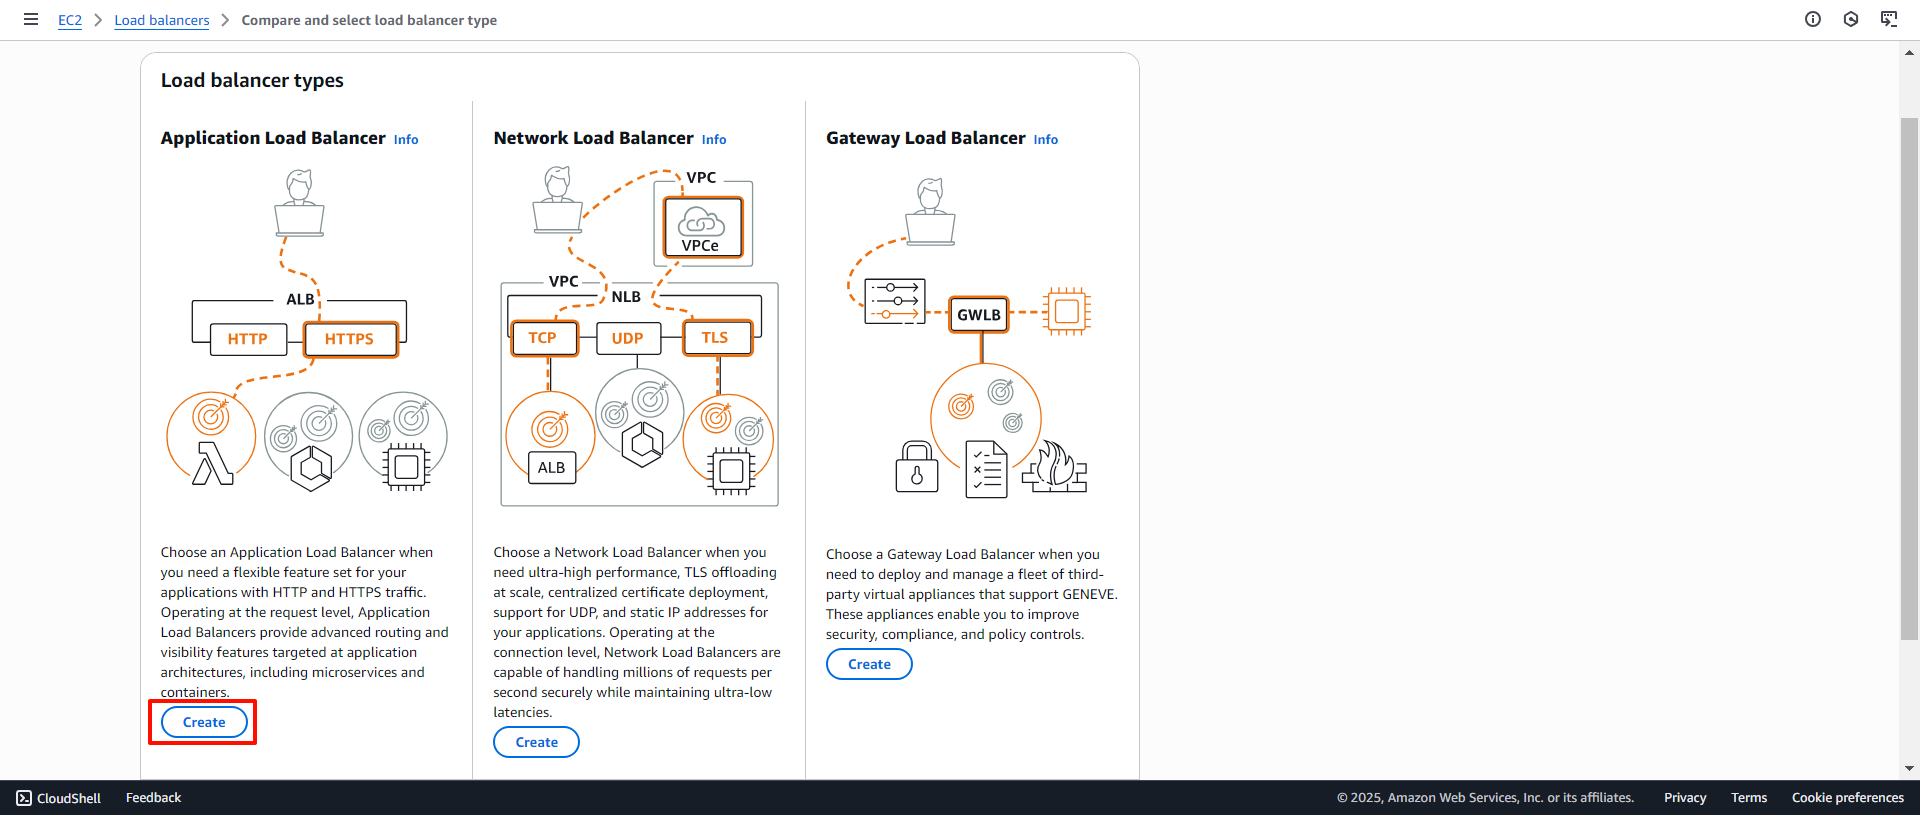 EC2 > Load balancers > Compare and select load balancer type
Load balancer types
Application Load Balancer Info
ALB
HTTP HTTPS
Choose an Application Load Balancer when
you need a flexible feature set for your
applications with HTTP and HTTPS traffic.
Operating at the request level, Application
Load Balancers provide advanced routing and
visibility features targeted at application
architectures, including microservices and
containers.
Create
Network Load Balancer Info
VPC
VPCe
VPC
NLB
TCP UDP TLS
ALB
Choose a Network Load Balancer when you
need ultra-high performance, TLS offloading
at scale, centralized certificate deployment,
support for UDP, and static IP addresses for
your applications. Operating at the
connection level, Network Load Balancers are
capable of handling millions of requests per
second securely while maintaining ultra-low
latencies.
Create
Gateway Load Balancer Info
GWLB
Choose a Gateway Load Balancer when you
need to deploy and manage a fleet of third-
party virtual appliances that support GENEVE.
These appliances enable you to improve
security, compliance, and policy controls.
Create
CloudShell Feedback © 2025, Amazon Web Services, Inc. or its affiliates. Privacy Terms Cookie preferences